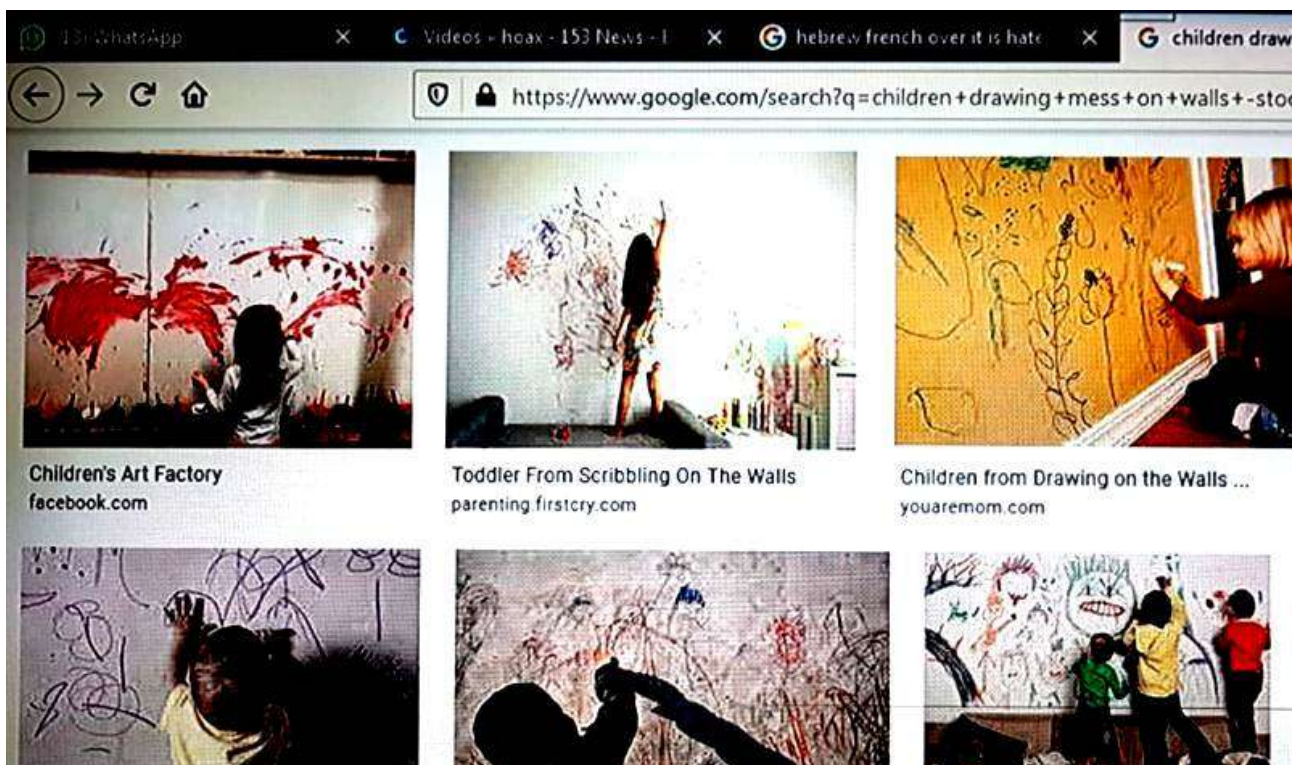 13) WhatsApp
Videos » hoax - 153 News -
hebrew french over it is hate
children draw
https://www.google.com/search?q=children+drawing+mess+on+walls+-stoc
Children's Art Factory
facebook.com
Toddler From Scribbling On The Walls
parenting.firstcry.com
Children from Drawing on the Walls ...
youaremom.com